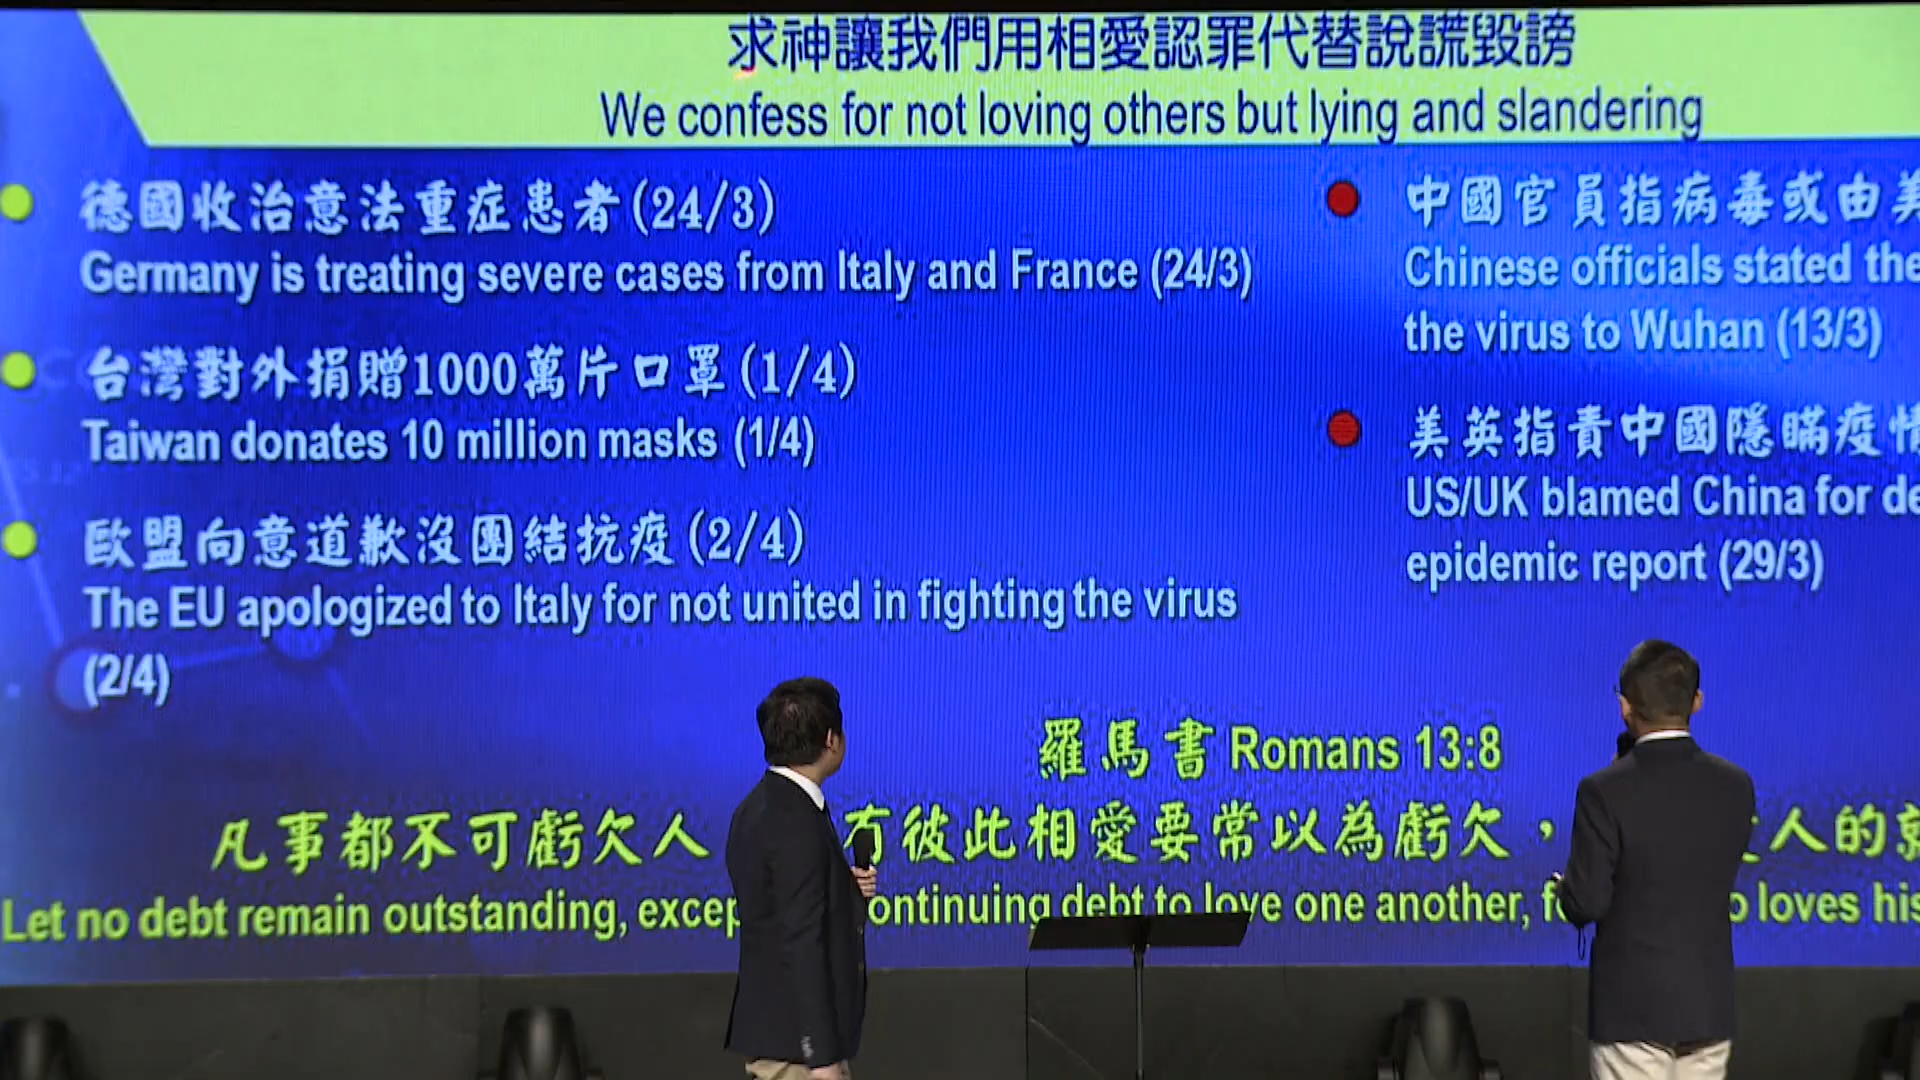 求神讓我們用相愛認罪代替說謊毀謗
We confess for not loving others but lying and slandering
德國收治意法重症患者(24/3)
Germany is treating severe cases from Italy and France (24/3)
台灣對外捐贈1000萬片口罩(1/4)
Taiwan donates 10 million masks (1/4)
歐盟向意道歉沒團結抗疫(2/4)
The EU apologized to Italy for not united in fighting the virus
(2/4)
中國官員指病毒或由美
Chinese officials stated the
the virus to Wuhan (13/3)
美英指責中國隱瞞疫情
US/UK blamed China for de
epidemic report (29/3)
羅馬書 Romans 13:8
凡事都不可虧欠人 彼此相愛要常以為虧欠， 人的
Let no debt remain outstanding, excep ontinuing debt to love one another, f o loves his